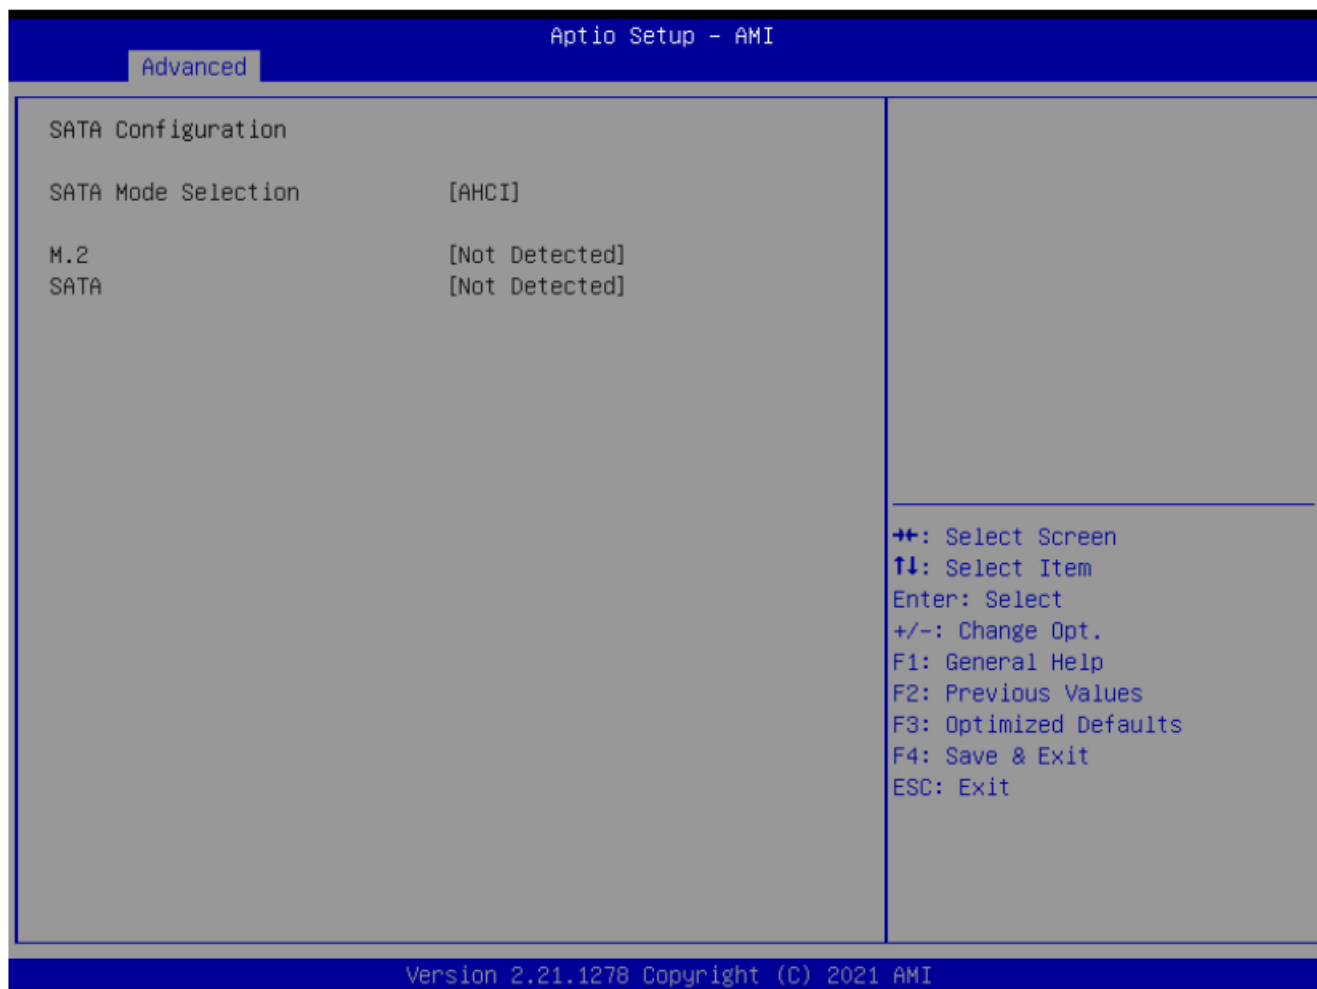 Aptio Setup – AMI
Advanced
SATA Configuration
SATA Mode Selection [AHCI]
M.2 [Not Detected]
SATA [Not Detected]
→←: Select Screen
↑↓: Select Item
Enter: Select
+/-: Change Opt.
F1: General Help
F2: Previous Values
F3: Optimized Defaults
F4: Save & Exit
ESC: Exit
Version 2.21.1278 Copyright (C) 2021 AMI